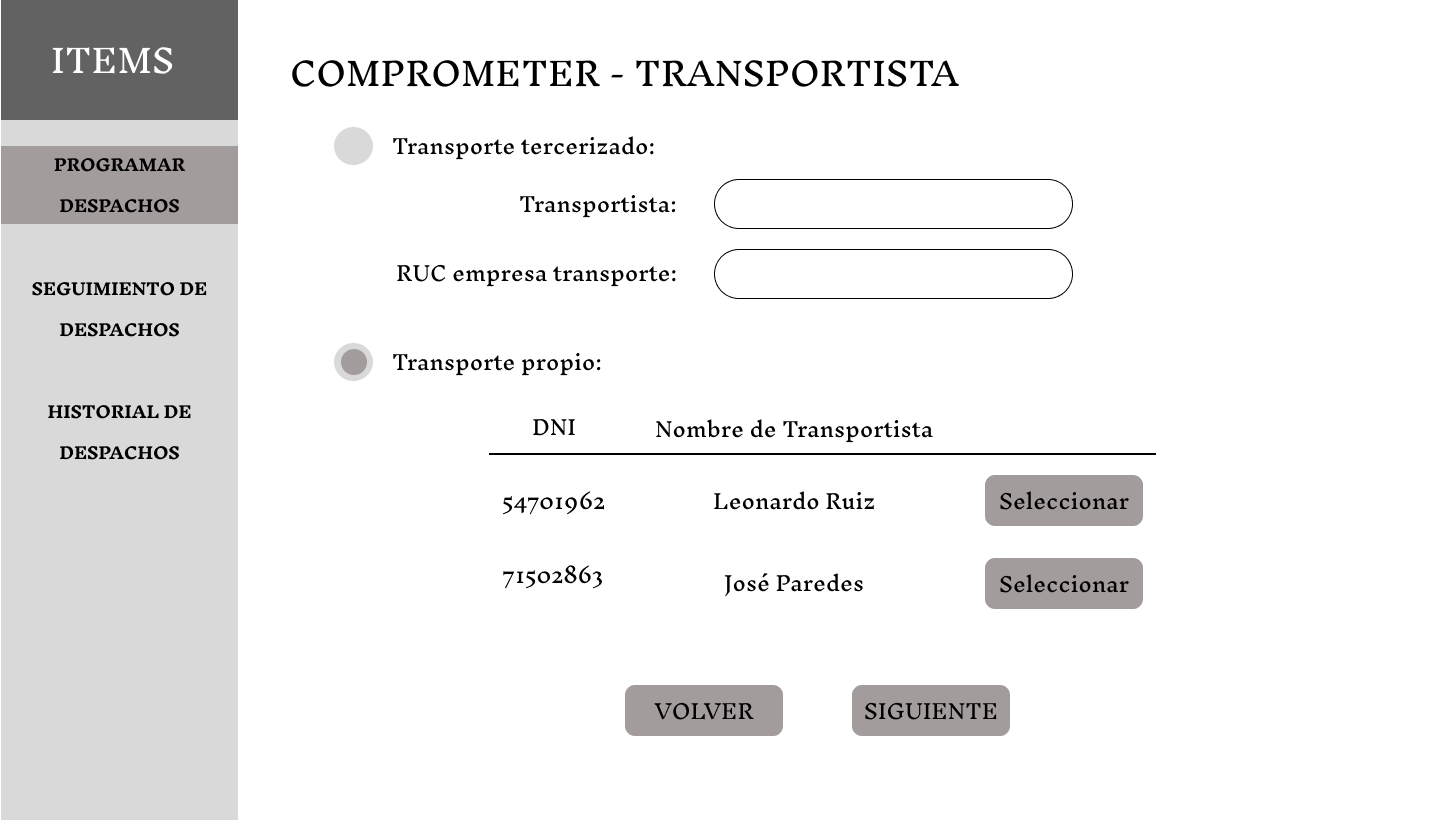 ITEMS
PROGRAMAR
DESPACHOS
SEGUIMIENTO DE
DESPACHOS
HISTORIAL DE
DESPACHOS
COMPROMETER - TRANSPORTISTA
Transporte tercerizado:
Transportista:
RUC empresa transporte:
Transporte propio:
DNI Nombre de Transportista
54701962 Leonardo Ruiz Seleccionar
71502863 José Paredes Seleccionar
VOLVER SIGUIENTE